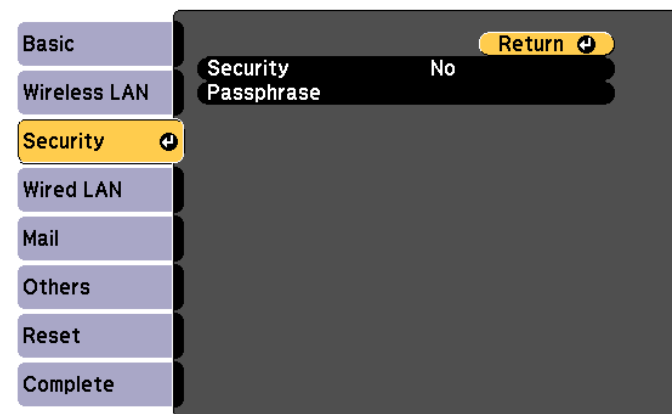 Basic
Wireless LAN
Security
Wired LAN
Mail
Others
Reset
Complete
Return
Security No
Passphrase